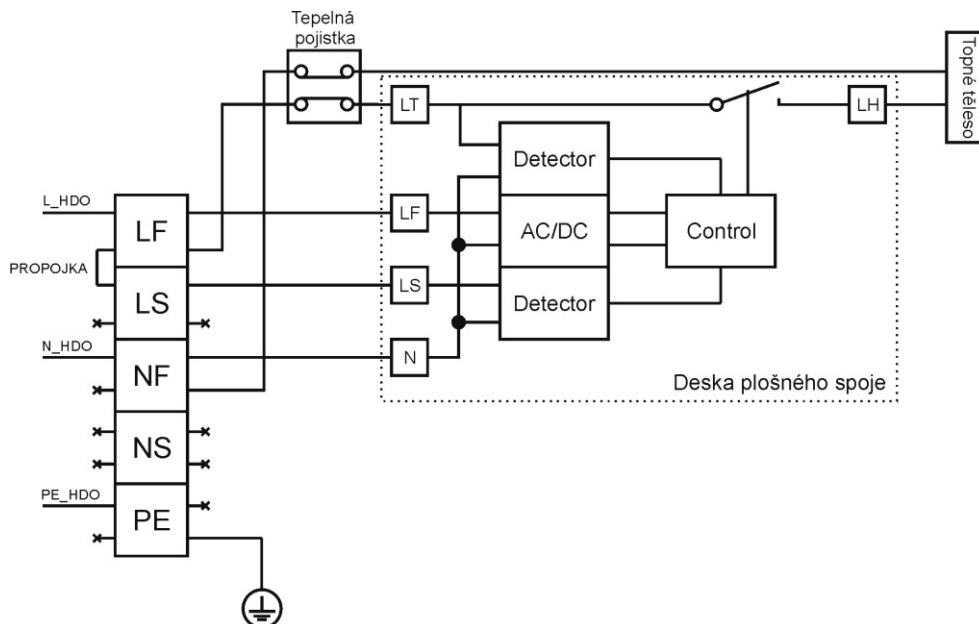 Tepelná
pojistka
Topné těleso
LT
LH
Detector
L_HDO
LF
LF
AC/DC
Control
PROPOJKA
LS
LS
Detector
N_HDO
NF
N
Deska plošného spoje
NS
PE_HDO
PE